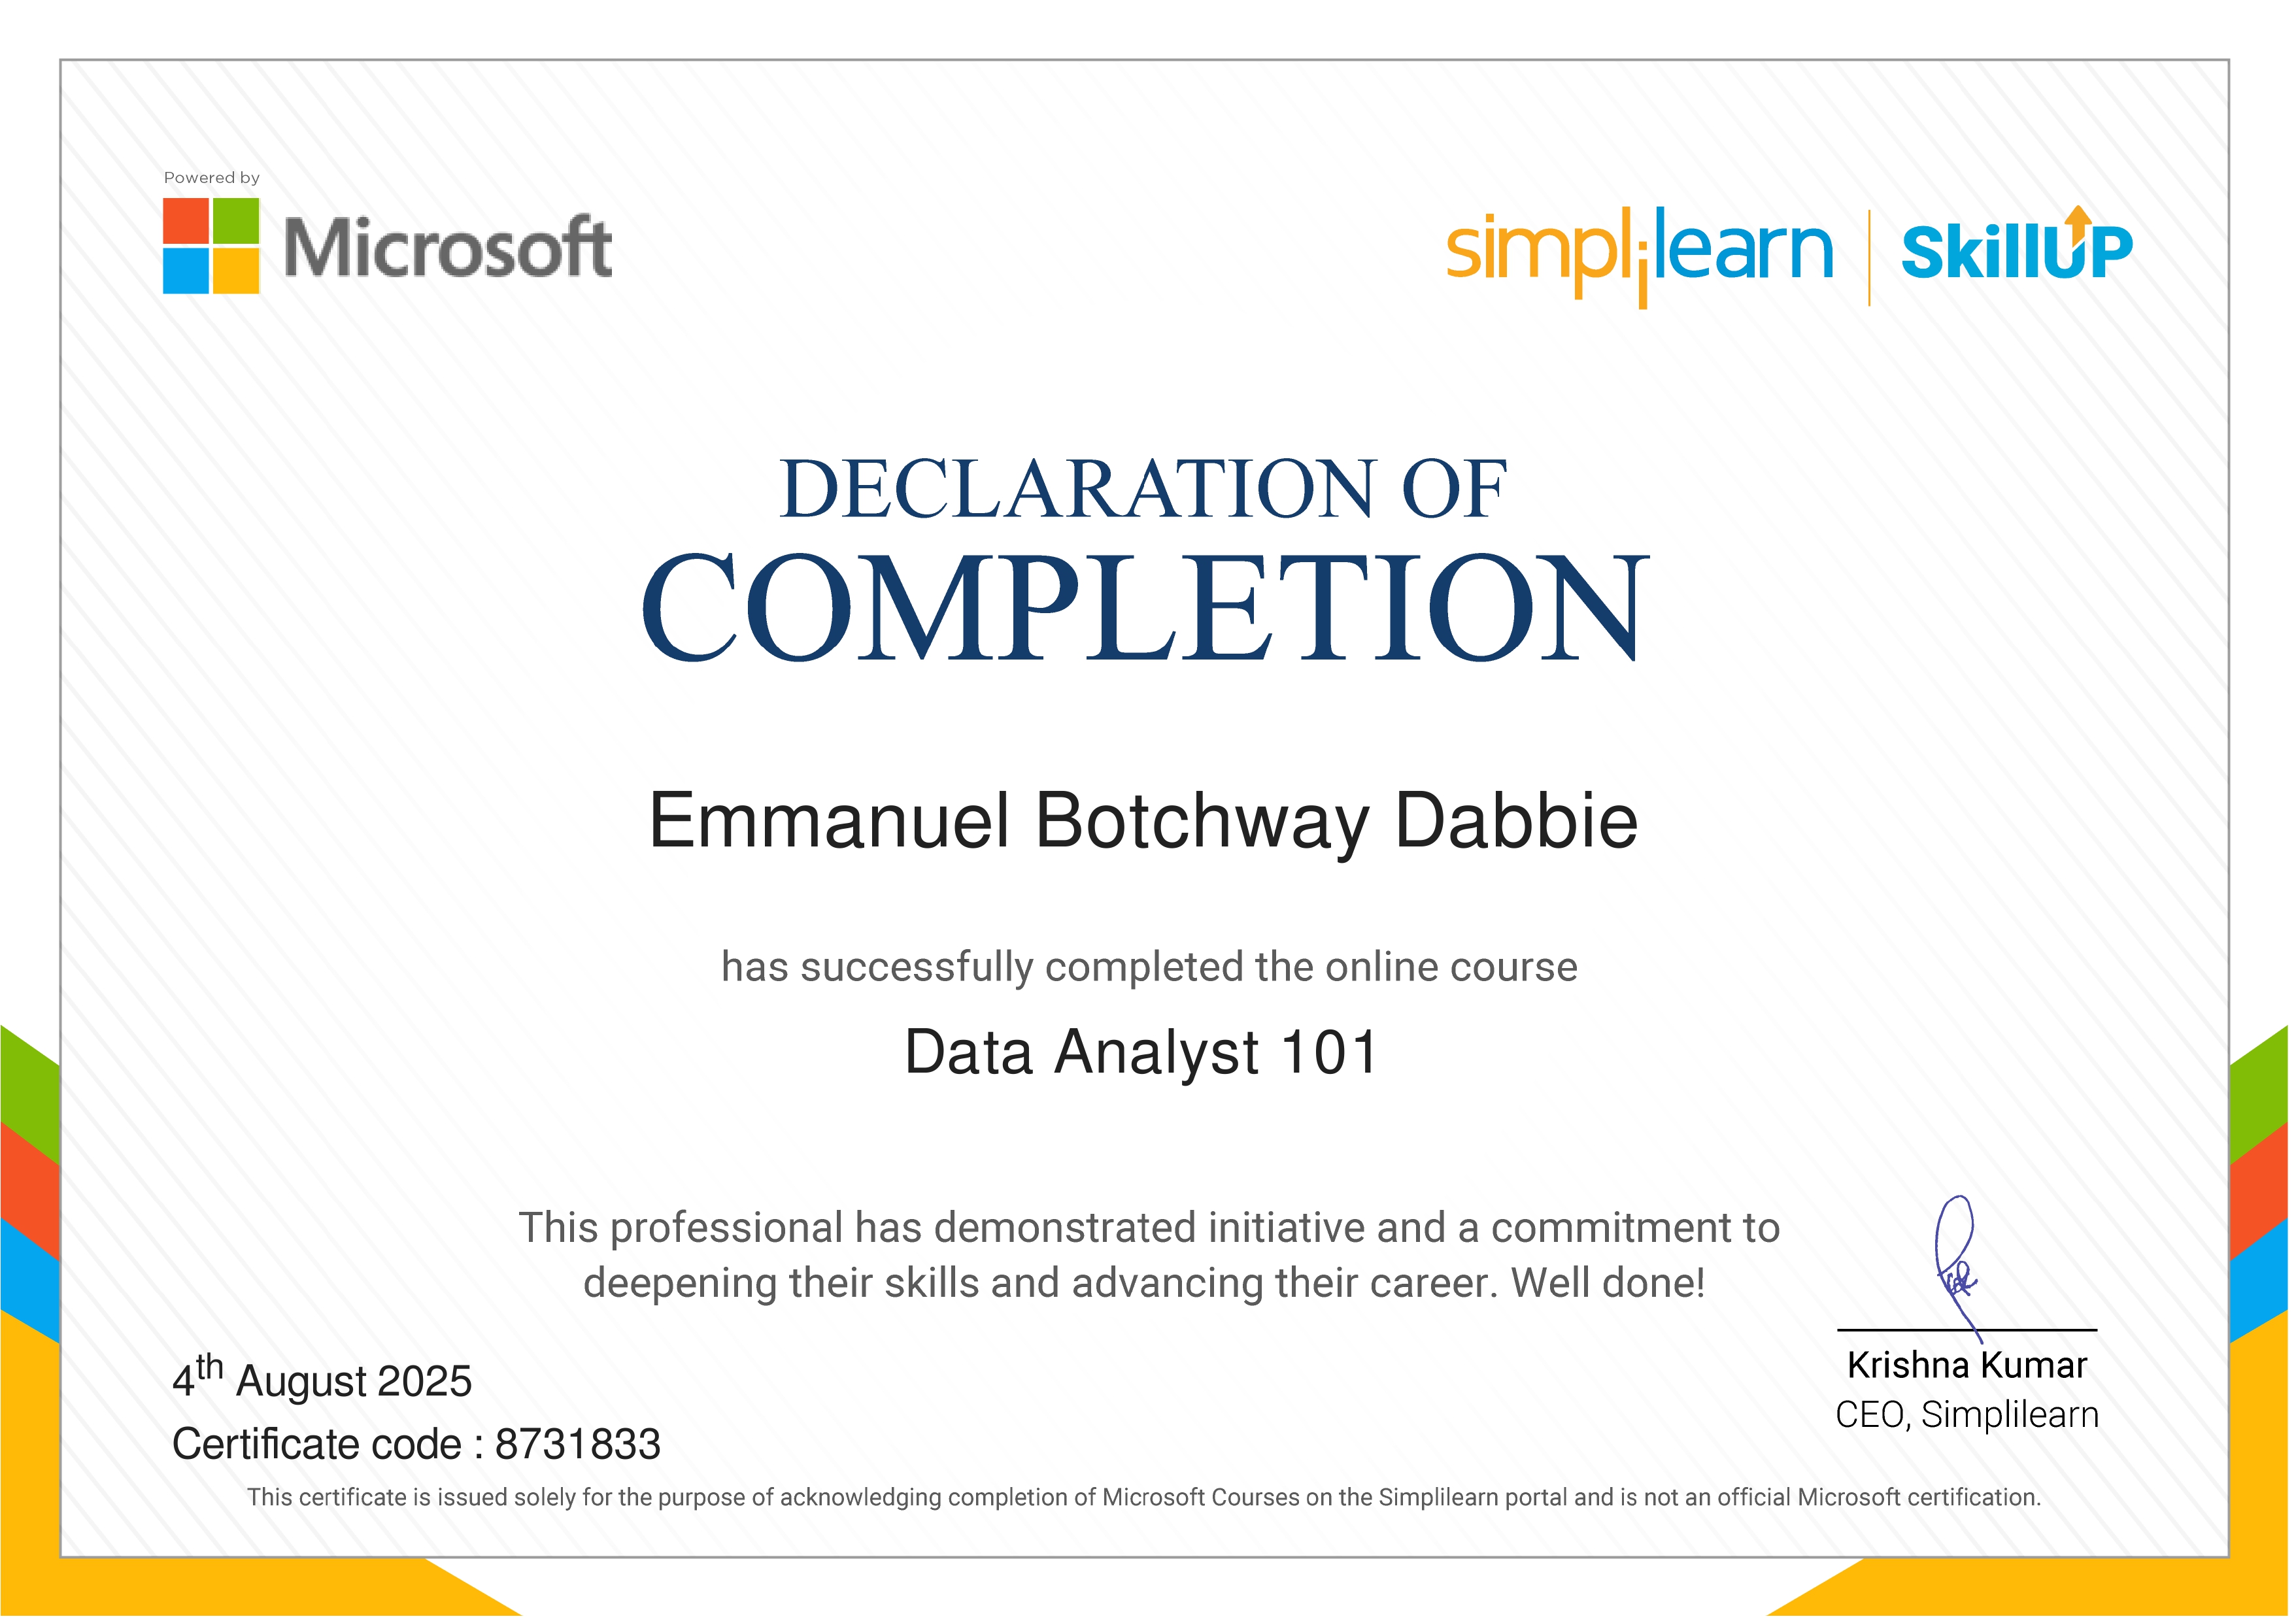 Powered by
Microsoft
simplilearn | SkillUP
DECLARATION OF
COMPLETION
Emmanuel Botchway Dabbie
has successfully completed the online course
Data Analyst 101
This professional has demonstrated initiative and a commitment to
deepening their skills and advancing their career. Well done!
4th August 2025
Certificate code : 8731833
Krishna Kumar
CEO, Simplilearn
This certificate is issued solely for the purpose of acknowledging completion of Microsoft Courses on the Simplilearn portal and is not an official Microsoft certification.